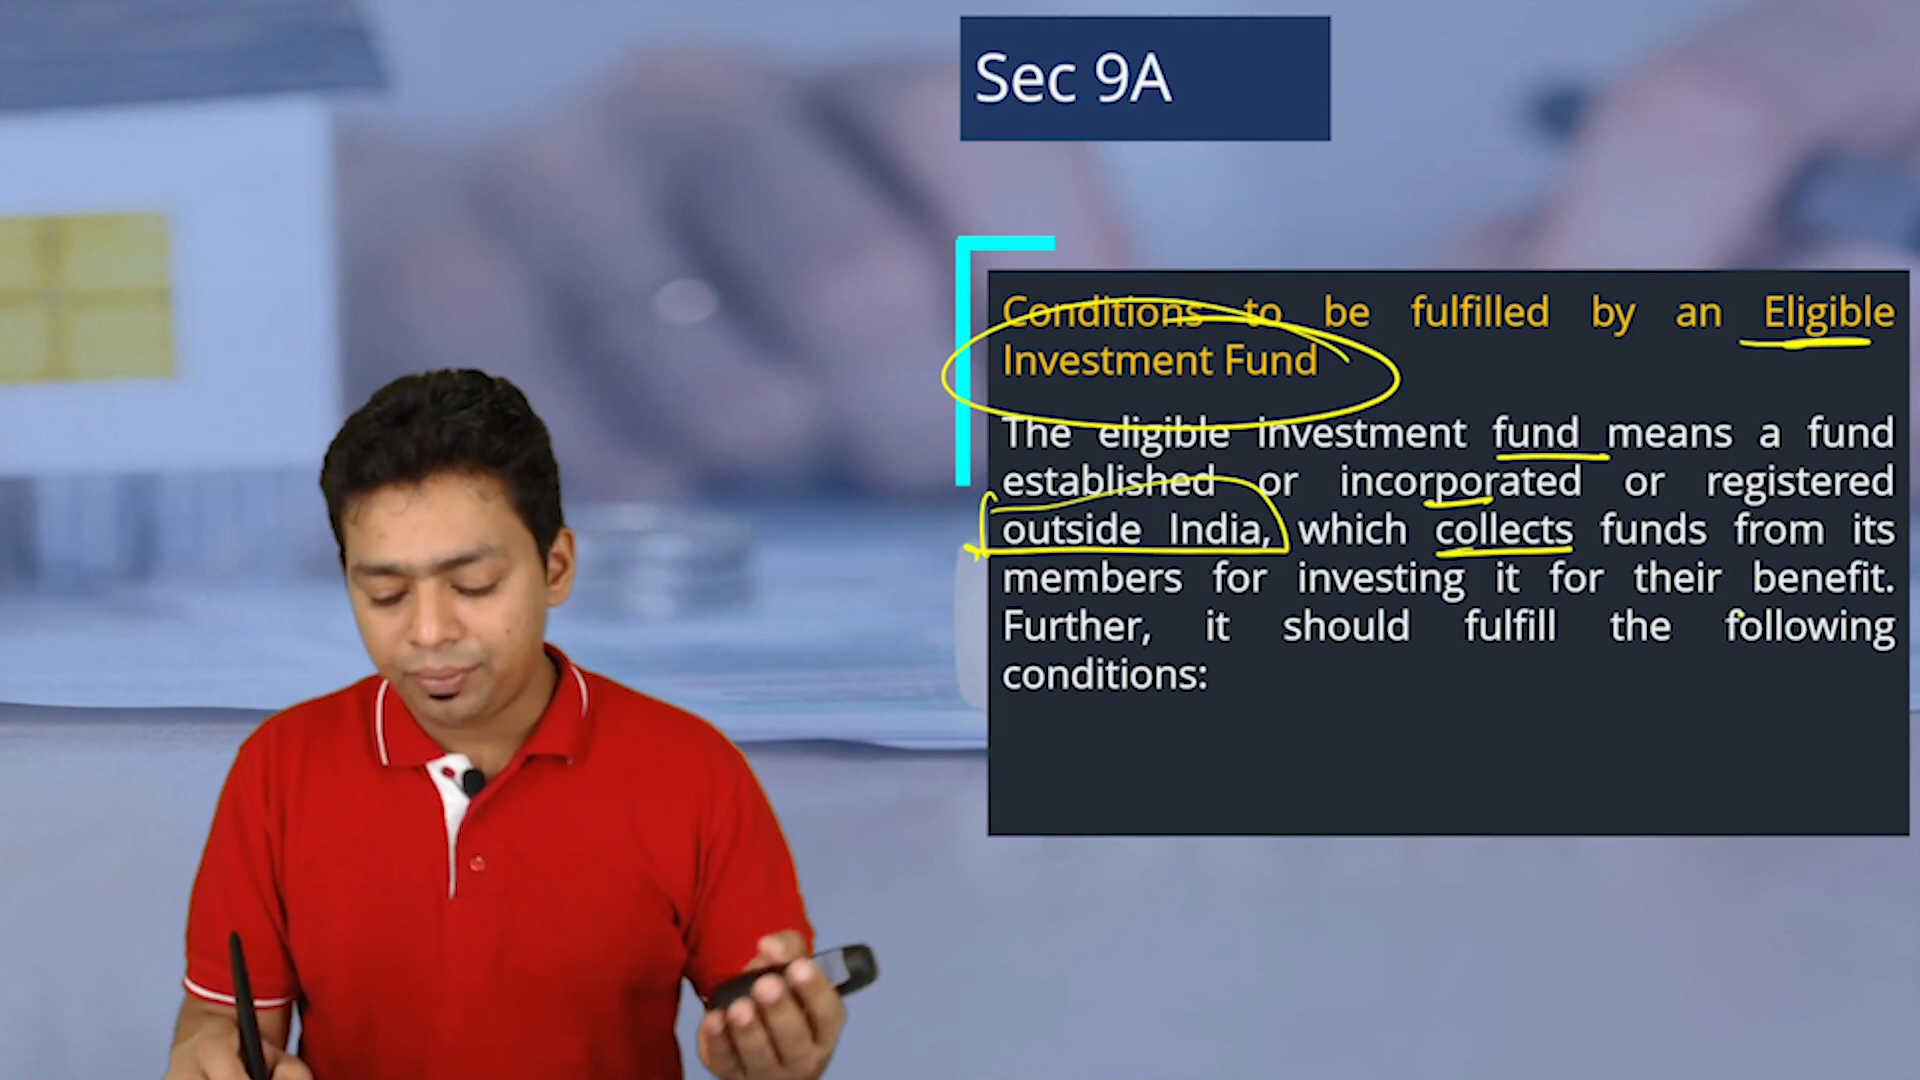 Sec 9A
Conditions to be fulfilled by an Eligible
Investment Fund
The eligible investment fund means a fund
established or incorporated or registered
outside India, which collects funds from its
members for investing it for their benefit.
Further, it should fulfill the following
conditions: